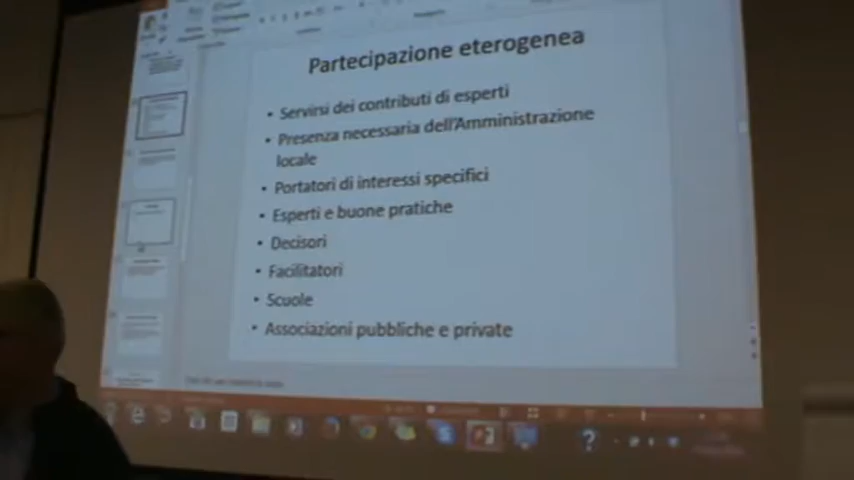 Partecipazione eterogenea
• Servirsi dei contributi di esperti
• Presenza necessaria dell'Amministrazione
locale
• Portatori di interessi specifici
• Esperti e buone pratiche
• Decisori
• Facilitatori
• Scuole
• Associazioni pubbliche e private